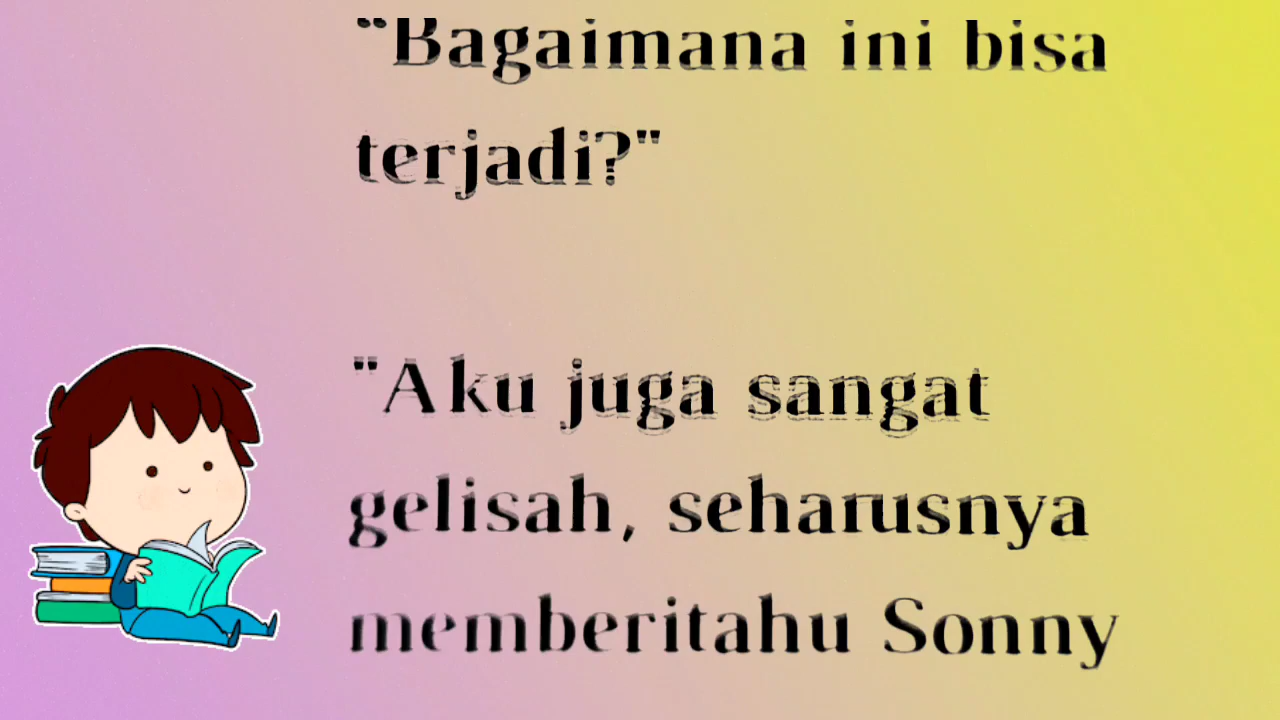 “Bagaimana ini bisa
terjadi?"
"Aku juga sangat
gelisah, seharusnya
memberitahu Sonny